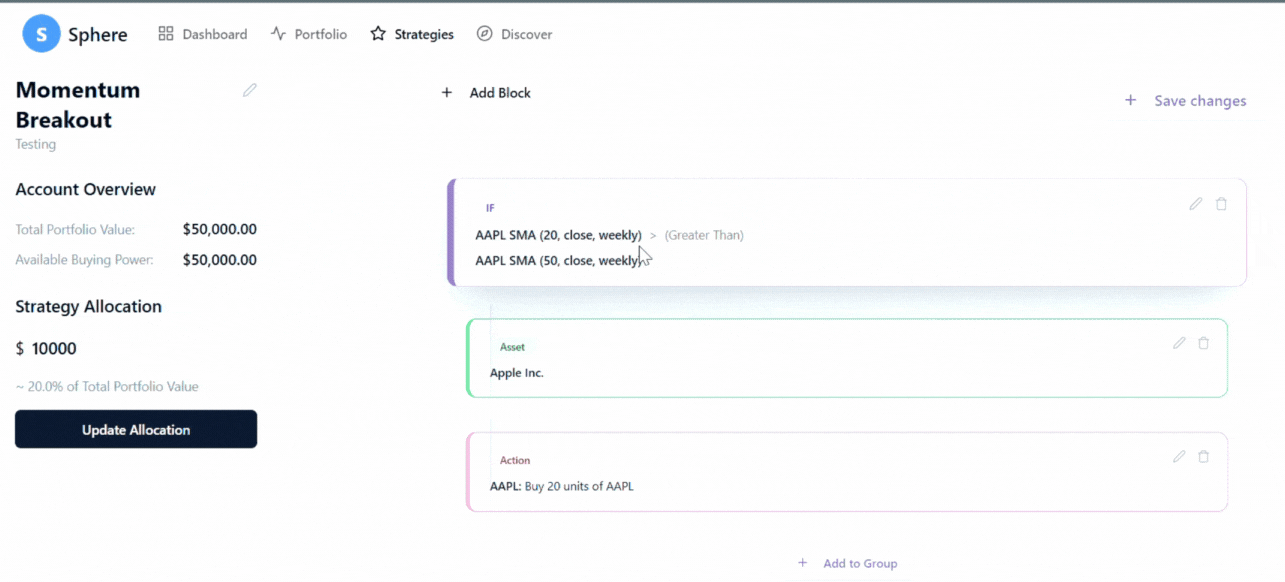 S Sphere Dashboard Portfolio Strategies Discover
Momentum
Breakout
Testing
Account Overview
Total Portfolio Value: $50,000.00
Available Buying Power: $50,000.00
Strategy Allocation
$ 10000
~ 20.0% of Total Portfolio Value
Update Allocation
+ Add Block
+ Save changes
IF
AAPL SMA (20, close, weekly) > (Greater Than)
AAPL SMA (50, close, weekly)
Asset
Apple Inc.
Action
AAPL: Buy 20 units of AAPL
+ Add to Group